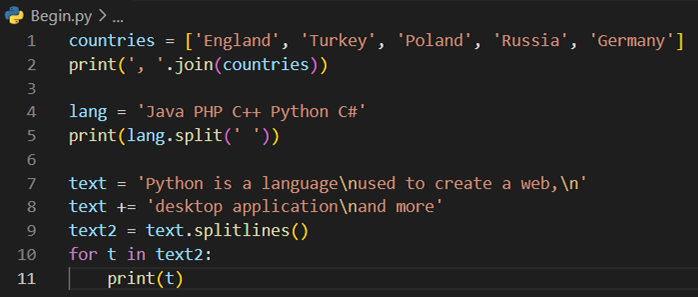 Begin.py > ...
1 countries = ['England', 'Turkey', 'Poland', 'Russia', 'Germany']
2 print(', '.join(countries))
3
4 lang = 'Java PHP C++ Python C#'
5 print(lang.split(' '))
6
7 text = 'Python is a language\nused to create a web,\n'
8 text += 'desktop application\nand more'
9 text2 = text.splitlines()
10 for t in text2:
11     print(t)